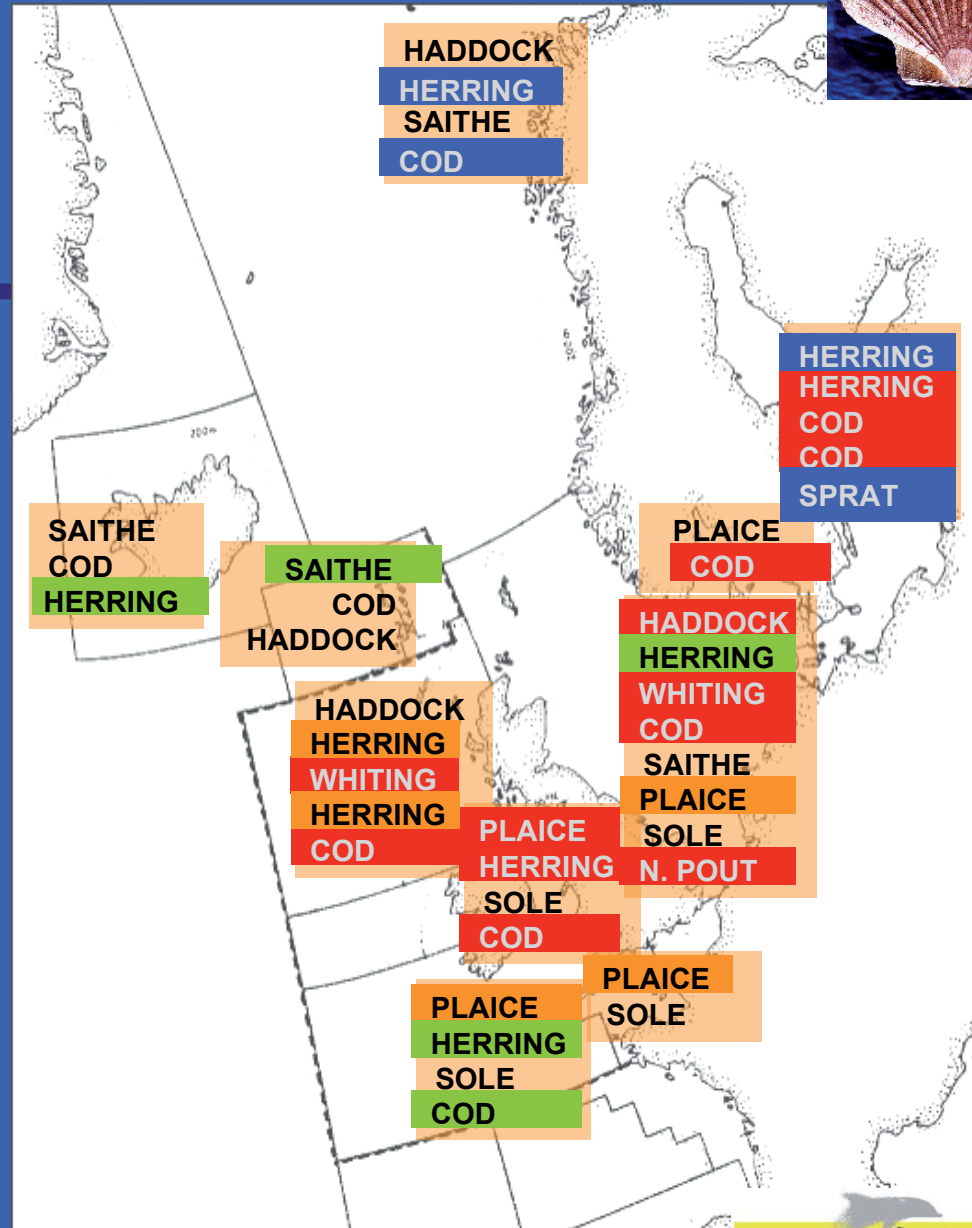 HADDOCK
HERRING
SAITHE
COD
HERRING
HERRING
COD
COD
SPRAT
SAITHE
COD
HERRING
SAITHE
COD
HADDOCK
PLAICE
COD
HADDOCK
HERRING
WHITING
COD
SAITHE
PLAICE
SOLE
N. POUT
HADDOCK
HERRING
WHITING
HERRING
COD
PLAICE
HERRING
SOLE
COD
PLAICE
SOLE
PLAICE
HERRING
SOLE
COD